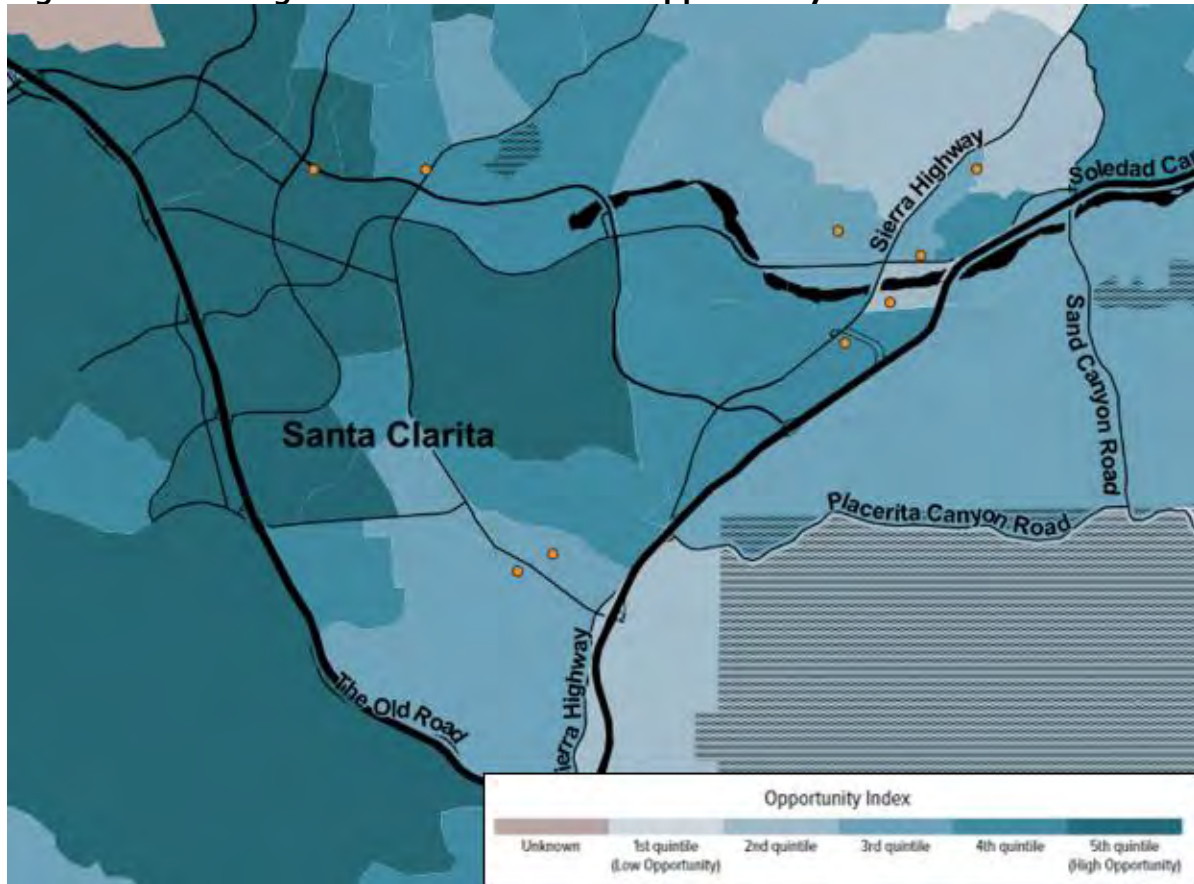 Sierra Highway
Soledad Can
Sand Canyon Road
Santa Clarita
Placerita Canyon Road
The Old Road
Sierra Highway
Opportunity Index
Unknown
1st quintile
(Low Opportunity)
2nd quintile
3rd quintile
4th quintile
5th quintile
(High Opportunity)